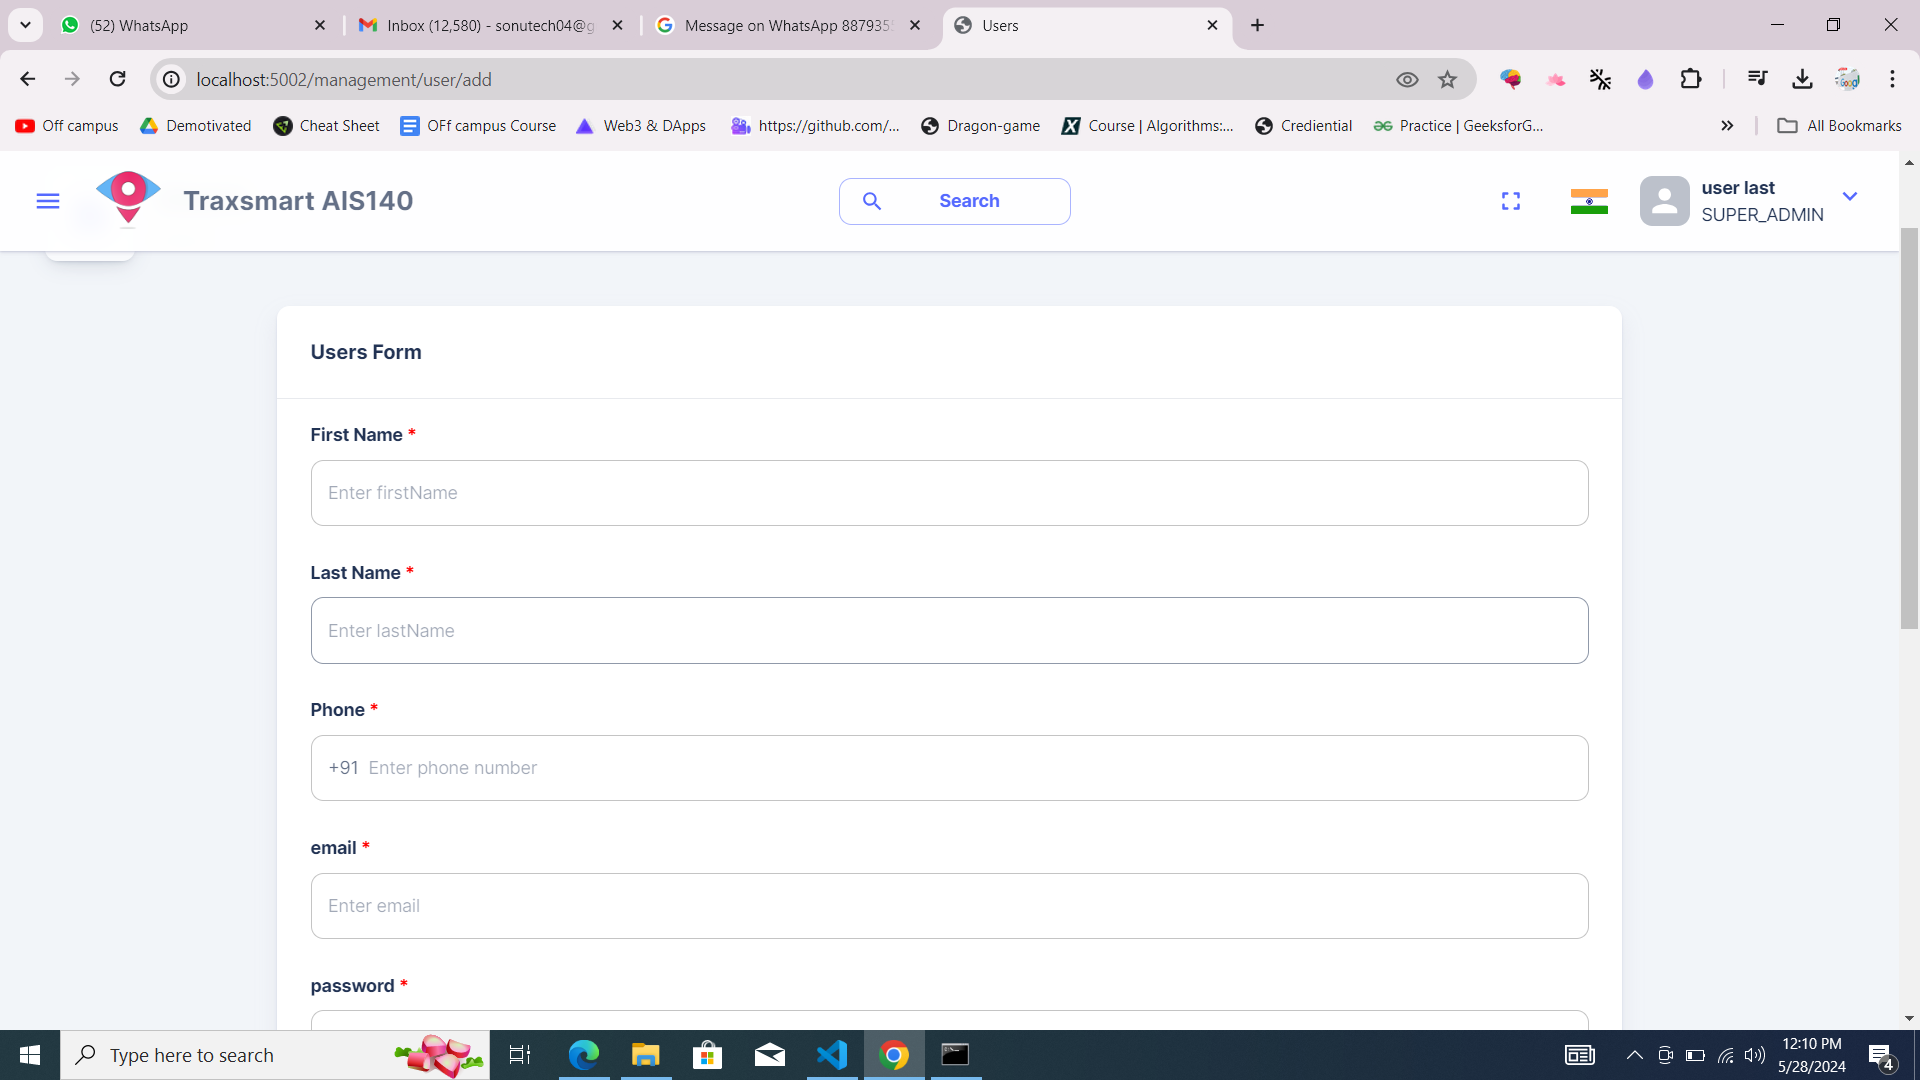 (52) WhatsApp
Inbox (12,580) - sonutech04@g
Message on WhatsApp 887935
Users
localhost:5002/management/user/add
Off campus
Demotivated
Cheat Sheet
OFf campus Course
Web3 & DApps
https://github.com/...
Dragon-game
Course | Algorithms:...
Crediential
Practice | GeeksforG...
All Bookmarks
Traxsmart AIS140
Search
user last
SUPER_ADMIN
Users Form
First Name *
Enter firstName
Last Name *
Enter lastName
Phone *
+91 Enter phone number
email *
Enter email
password *
Type here to search
12:10 PM
5/28/2024
4